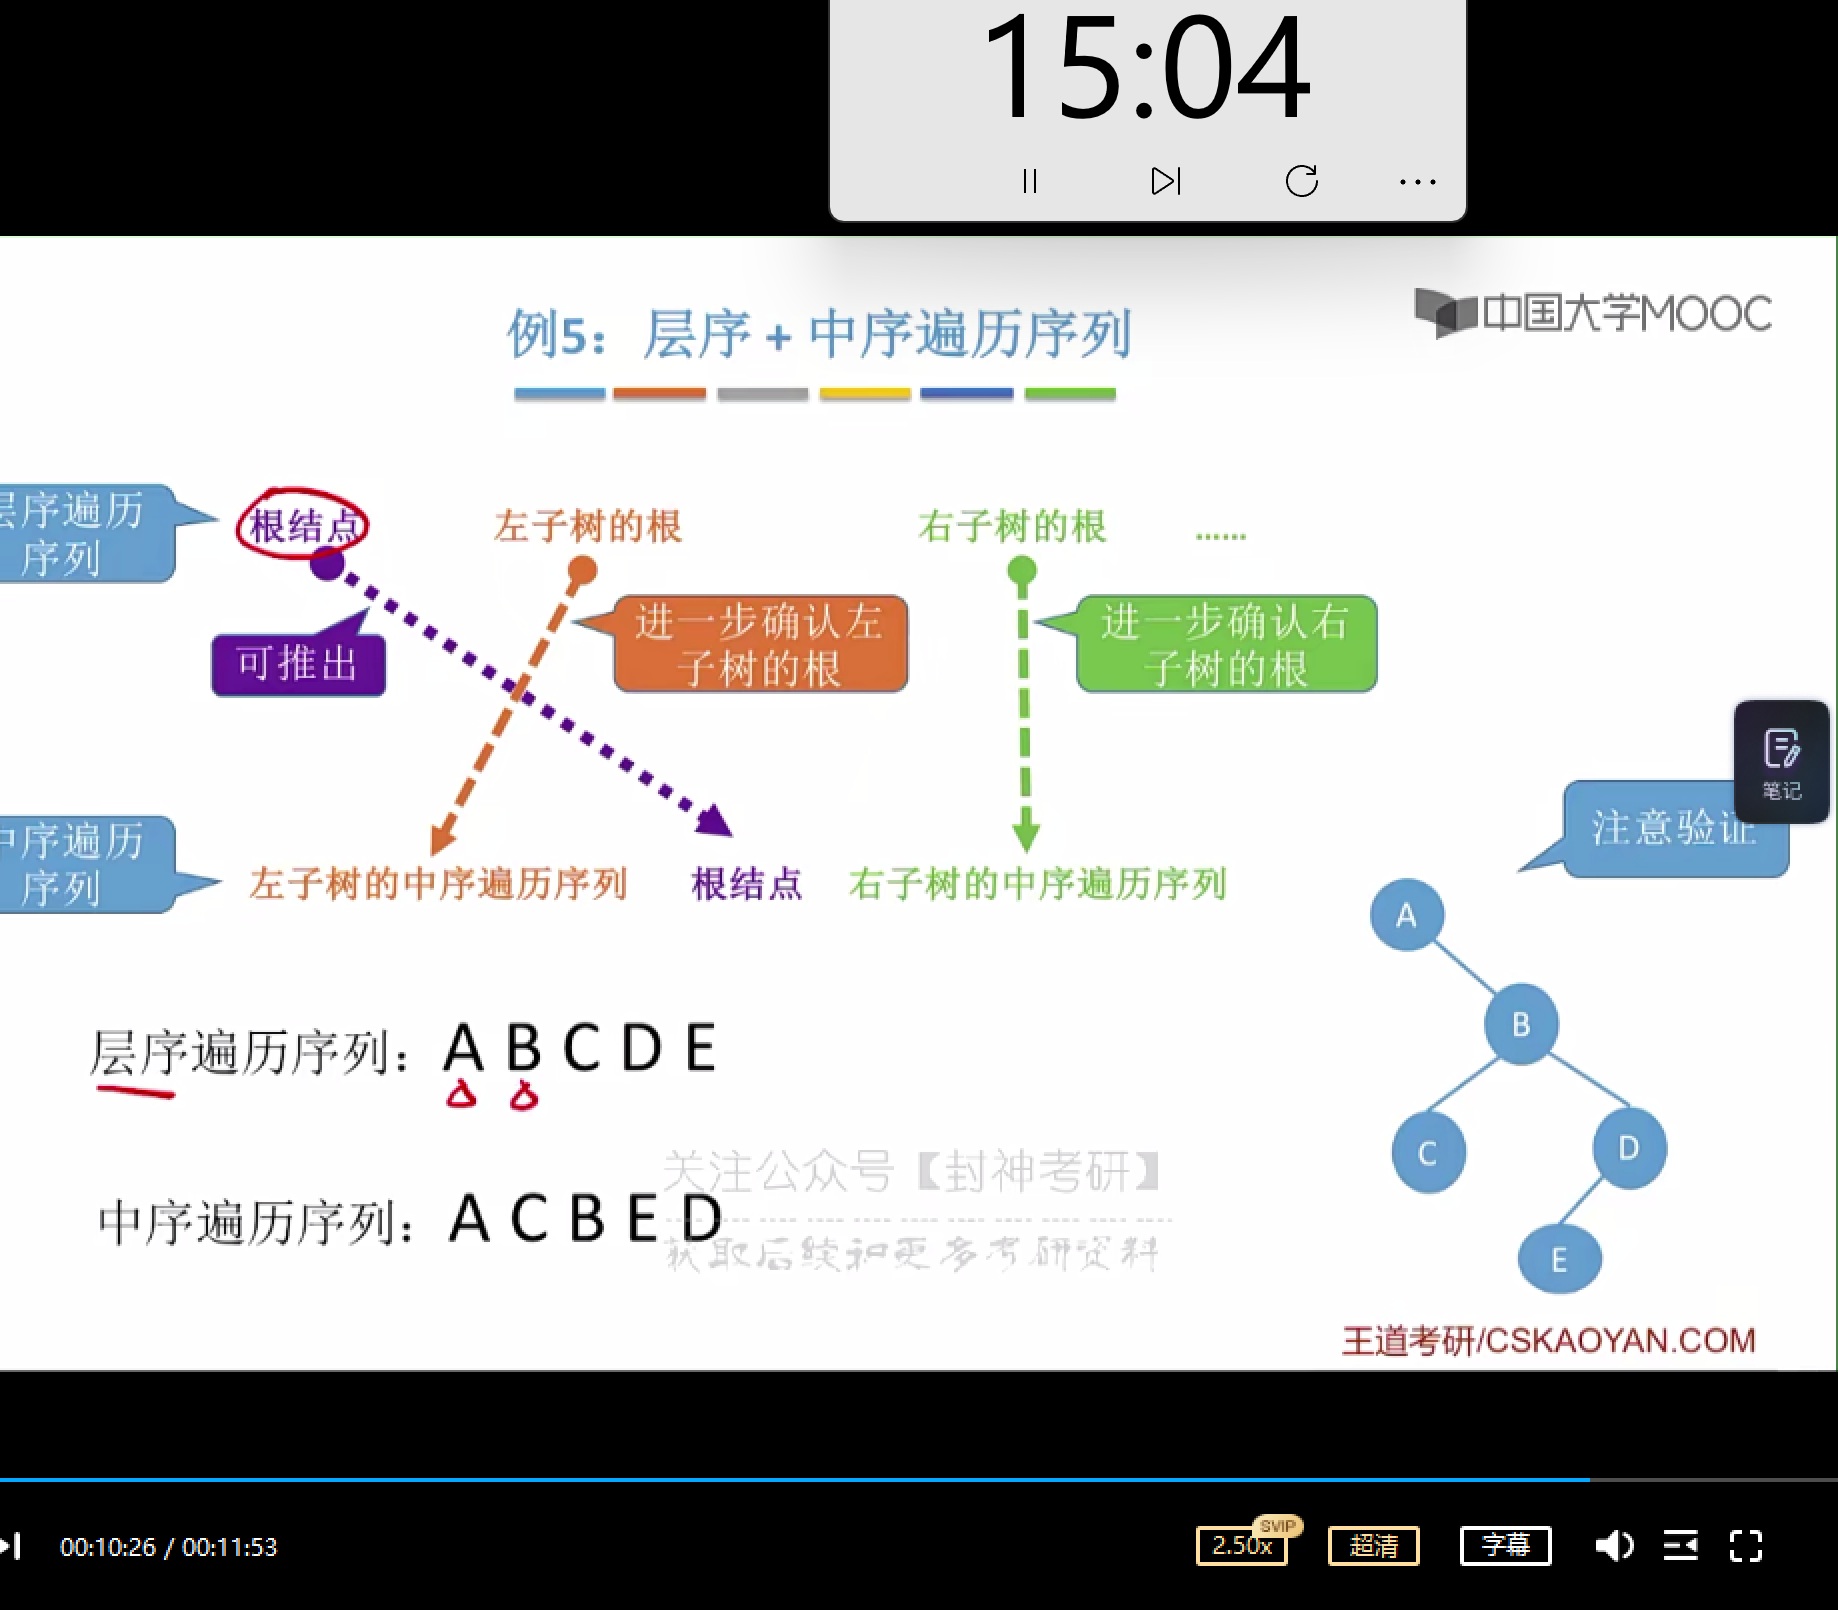 15:04
中国大学MOOC
例5：层序 + 中序遍历序列
层序遍历
序列
根结点
左子树的根
右子树的根
……
可推出
进一步确认左
子树的根
进一步确认右
子树的根
笔记
注意验证
中序遍历
序列
左子树的中序遍历序列
根结点
右子树的中序遍历序列
A
B
C
D
E
层序遍历序列：A B C D E
中序遍历序列：A C B E D
关注公众号【封神考研】
获取后续和更多考研资料
王道考研/CSKAOYAN.COM
00:10:26 / 00:11:53
2.50x
SVIP
超清
字幕